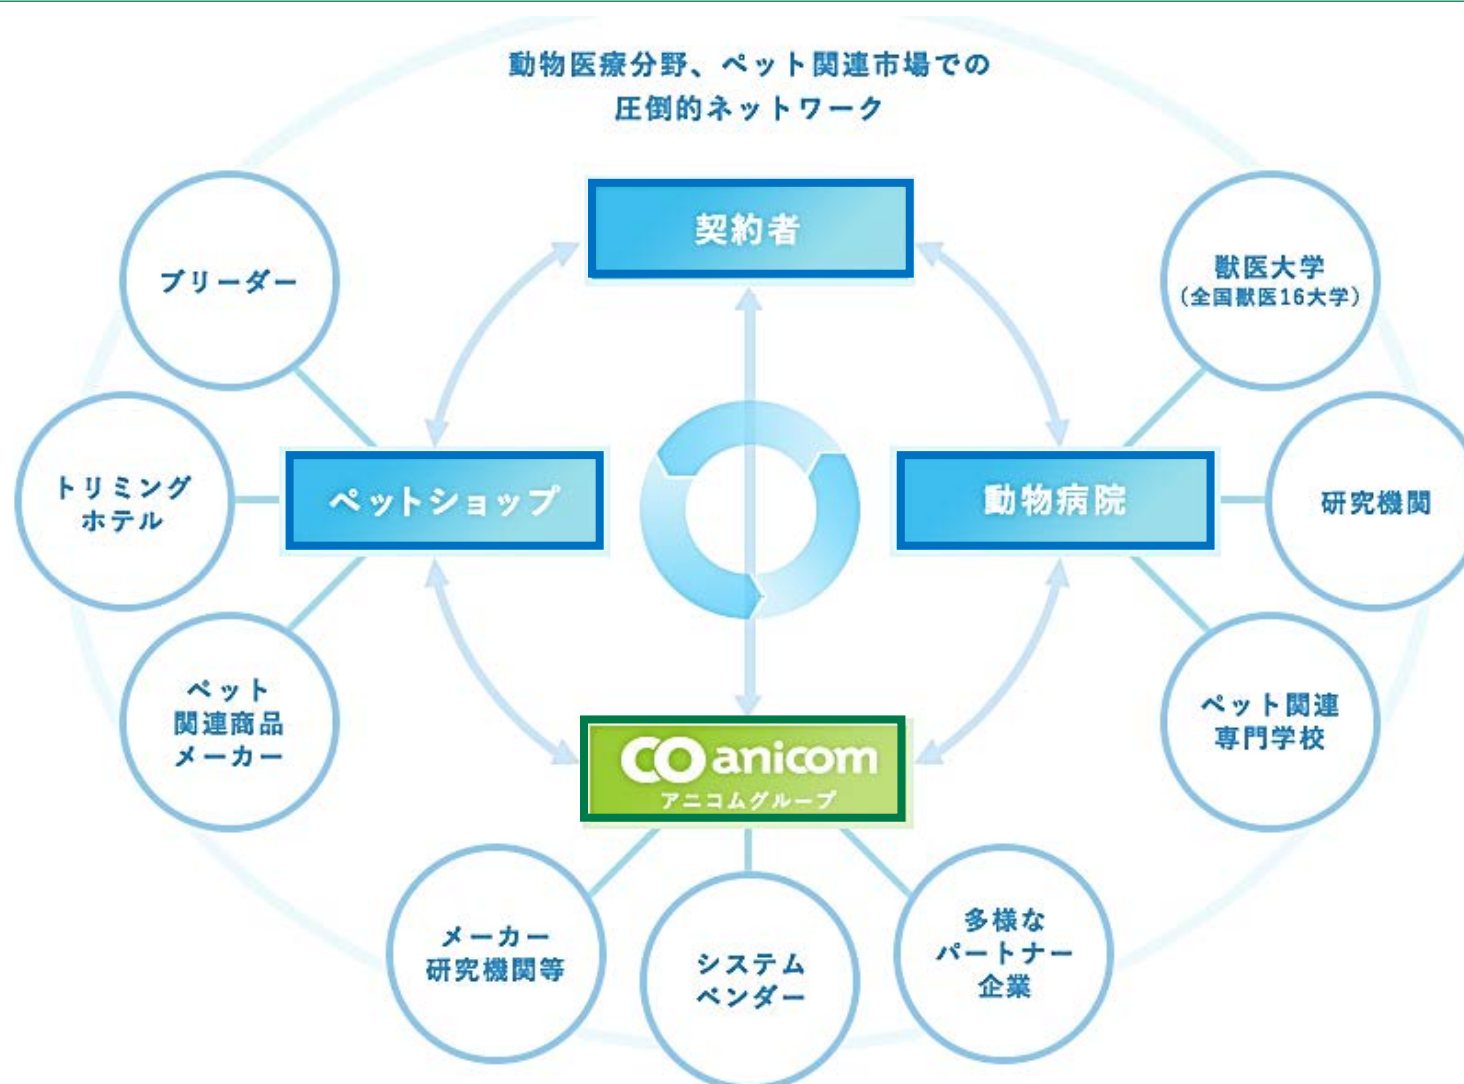 動物医療分野、ペット関連市場での
圧倒的ネットワーク
契約者
ブリーダー
獣医大学
(全国獣医16大学)
トリミング
ホテル
ペットショップ
動物病院
研究機関
ペット
関連商品
メーカー
ペット関連
専門学校
anicom
アニコムグループ
メーカー
研究機関等
システム
ベンダー
多様な
パートナー
企業